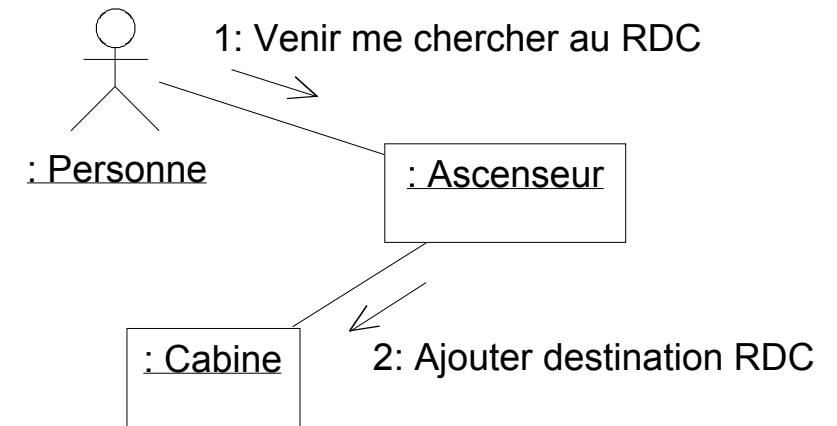 1: Venir me chercher au RDC
: Personne
: Ascenseur
: Cabine
2: Ajouter destination RDC